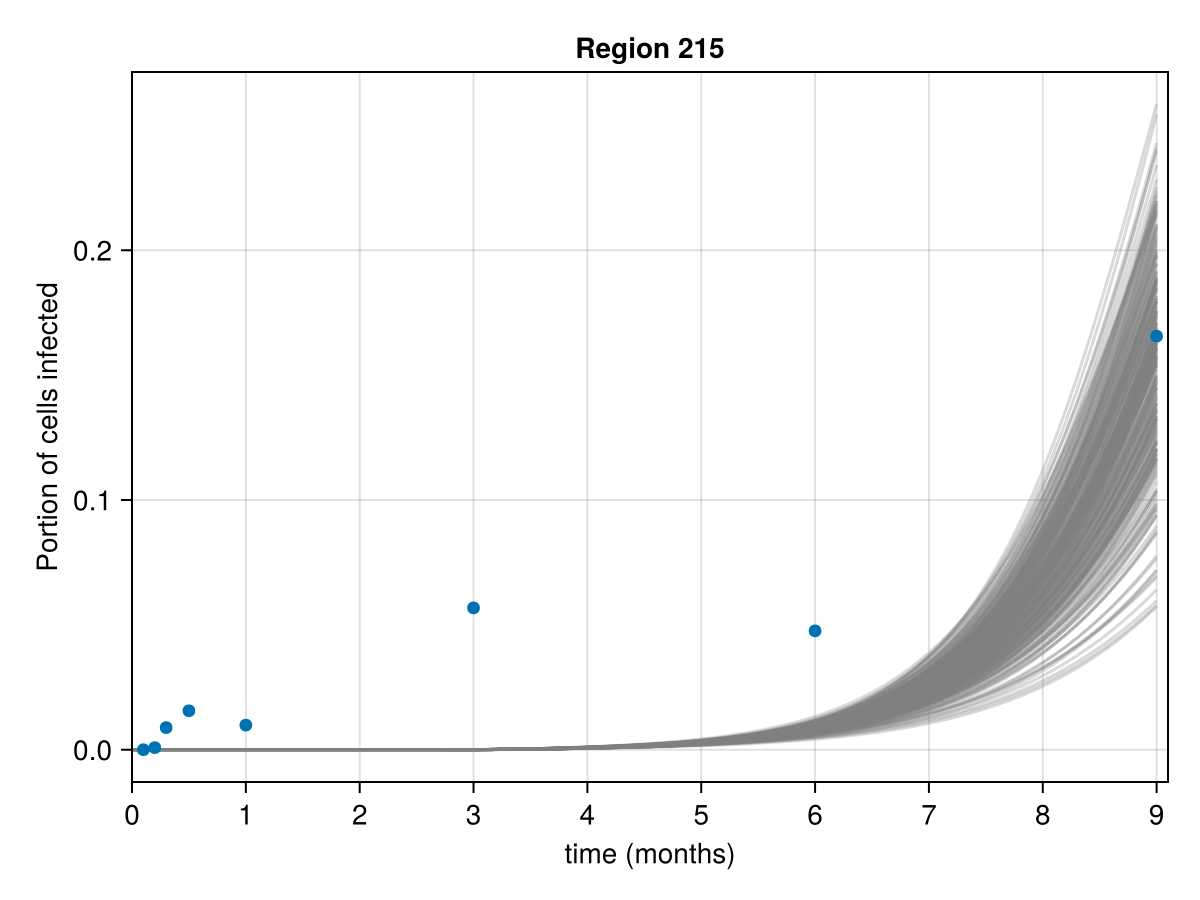 Region 215
Portion of cells infected
0.2
0.1
0.0
0 1 2 3 4 5 6 7 8 9
time (months)